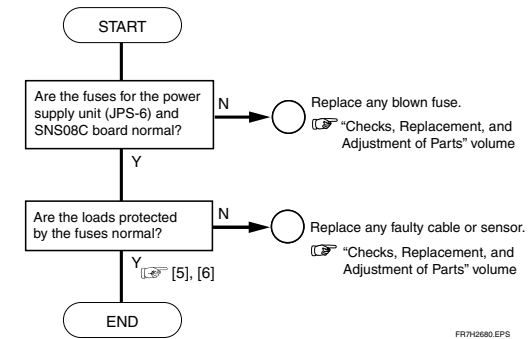 START
Are the fuses for the power
supply unit (JPS-6) and
SNS08C board normal?
N
Replace any blown fuse.
☞ “Checks, Replacement, and
Adjustment of Parts” volume
Y
Are the loads protected
by the fuses normal?
N
Replace any faulty cable or sensor.
☞ “Checks, Replacement, and
Adjustment of Parts” volume
Y
☞ [5], [6]
END
FR7H2680.EPS